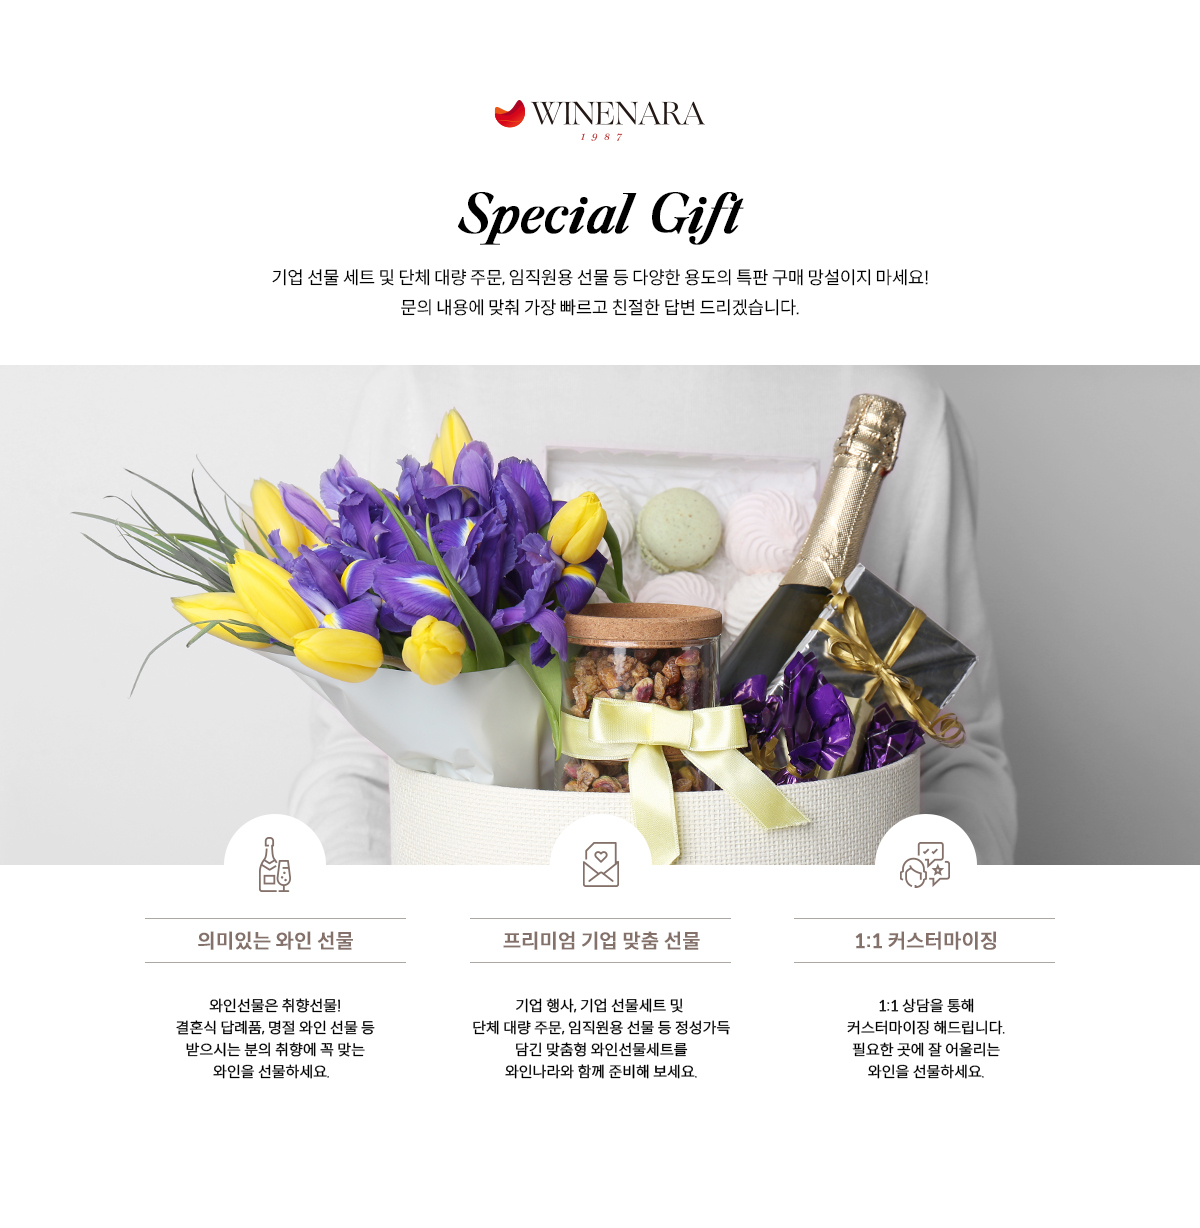 WINENARA
1987
Special Gift
기업 선물 세트 및 단체 대량 주문, 임직원용 선물 등 다양한 용도의 특판 구매 망설이지 마세요!
문의 내용에 맞춰 가장 빠르고 친절한 답변 드리겠습니다.
의미있는 와인 선물
와인선물은 취향선물!
결혼식 답례품, 명절 와인 선물 등
받으시는 분의 취향에 꼭 맞는
와인을 선물하세요.
프리미엄 기업 맞춤 선물
기업 행사, 기업 선물세트 및
단체 대량 주문, 임직원용 선물 등 정성가득
담긴 맞춤형 와인선물세트를
와인나라와 함께 준비해 보세요.
1:1 커스터마이징
1:1 상담을 통해
커스터마이징 해드립니다.
필요한 곳에 잘 어울리는
와인을 선물하세요.